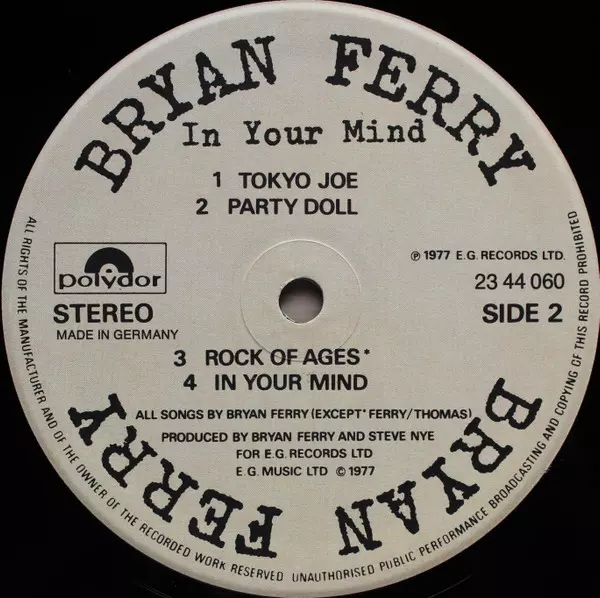 BRYAN FERRY
In Your Mind
1 TOKYO JOE
2 PARTY DOLL
polydor
STEREO
MADE IN GERMANY
℗ 1977 E.G. RECORDS LTD.
23 44 060
SIDE 2
3 ROCK OF AGES*
4 IN YOUR MIND
ALL SONGS BY BRYAN FERRY (EXCEPT* FERRY/THOMAS)
PRODUCED BY BRYAN FERRY AND STEVE NYE
FOR E.G. RECORDS LTD
E.G. MUSIC LTD © 1977
BRYAN FERRY
ALL RIGHTS OF THE MANUFACTURER AND OF THE OWNER OF THE RECORDED WORK RESERVED UNAUTHORISED PUBLIC PERFORMANCE BROADCASTING AND COPYING OF THIS RECORD PROHIBITED